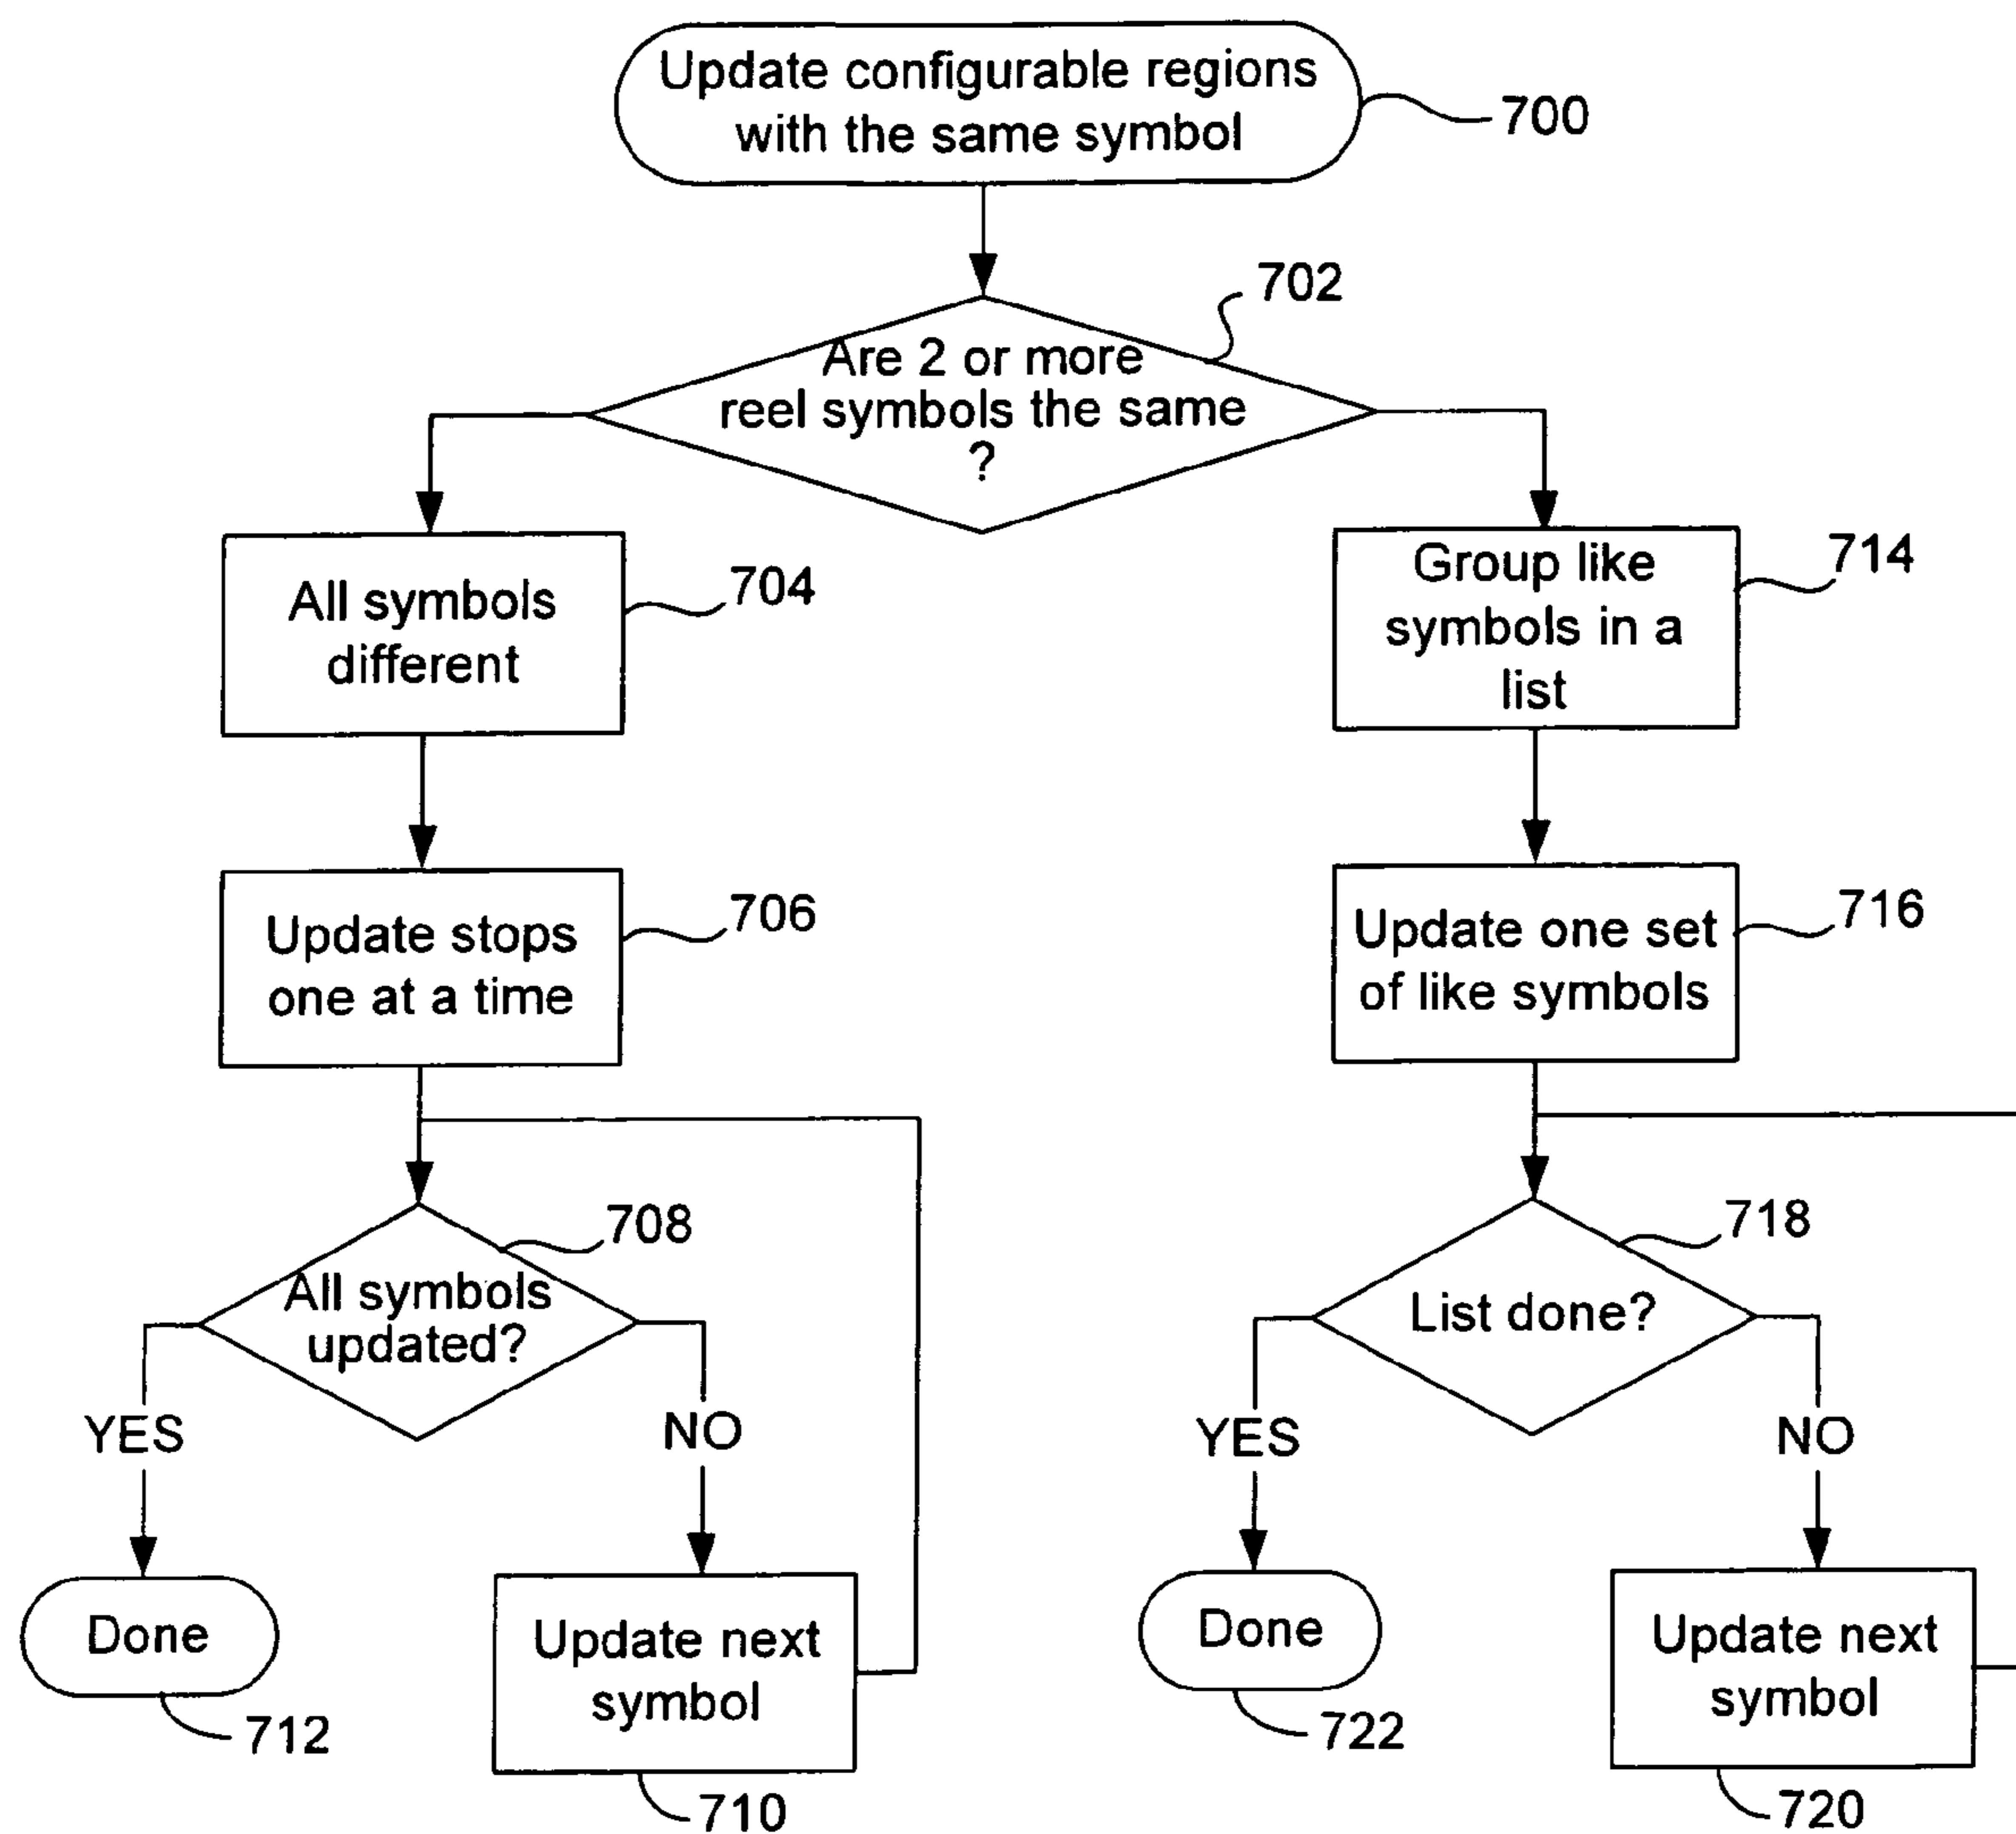 Update configurable regions
with the same symbol
700
702
Are 2 or more
reel symbols the same
?
All symbols
different
704
Group like
symbols in a
list
714
Update stops
one at a time
706
Update one set
of like symbols
716
708
All symbols
updated?
718
List done?
YES
NO
YES
NO
Done
712
Update next
symbol
710
Done
722
Update next
symbol
720